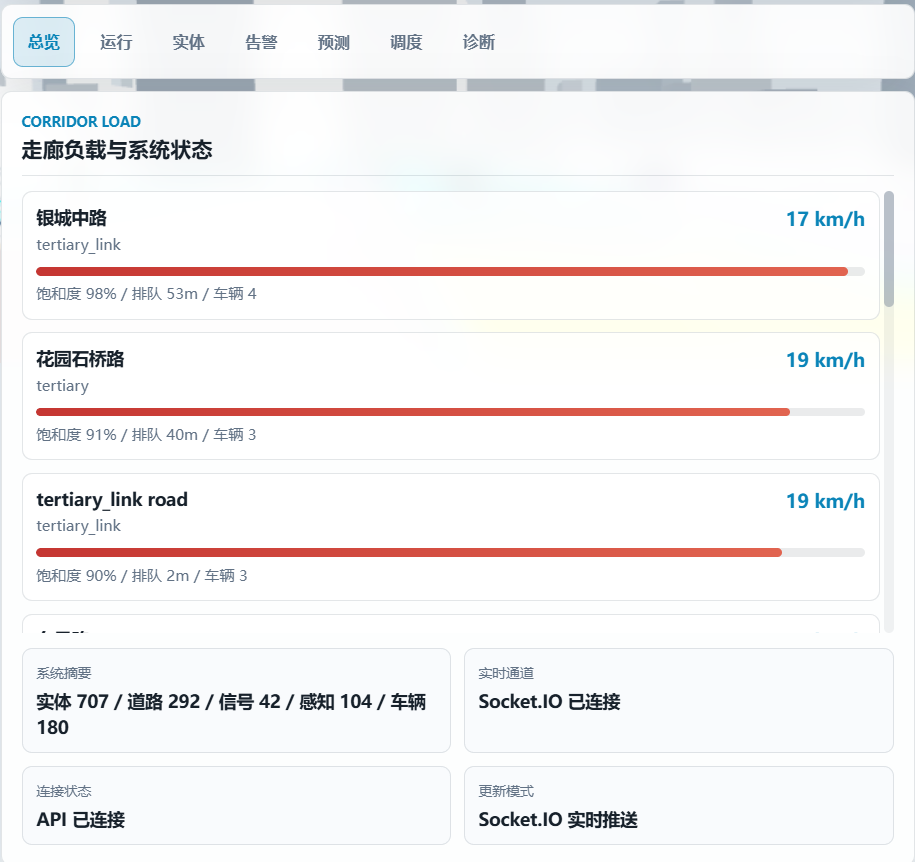 总览 运行 实体 告警 预测 调度 诊断
CORRIDOR LOAD
走廊负载与系统状态
银城中路 17 km/h
tertiary_link
饱和度 98% / 排队 53m / 车辆 4
花园石桥路 19 km/h
tertiary
饱和度 91% / 排队 40m / 车辆 3
tertiary_link road 19 km/h
tertiary_link
饱和度 90% / 排队 2m / 车辆 3
系统摘要
实体 707 / 道路 292 / 信号 42 / 感知 104 / 车辆
180
实时通道
Socket.IO 已连接
连接状态
API 已连接
更新模式
Socket.IO 实时推送